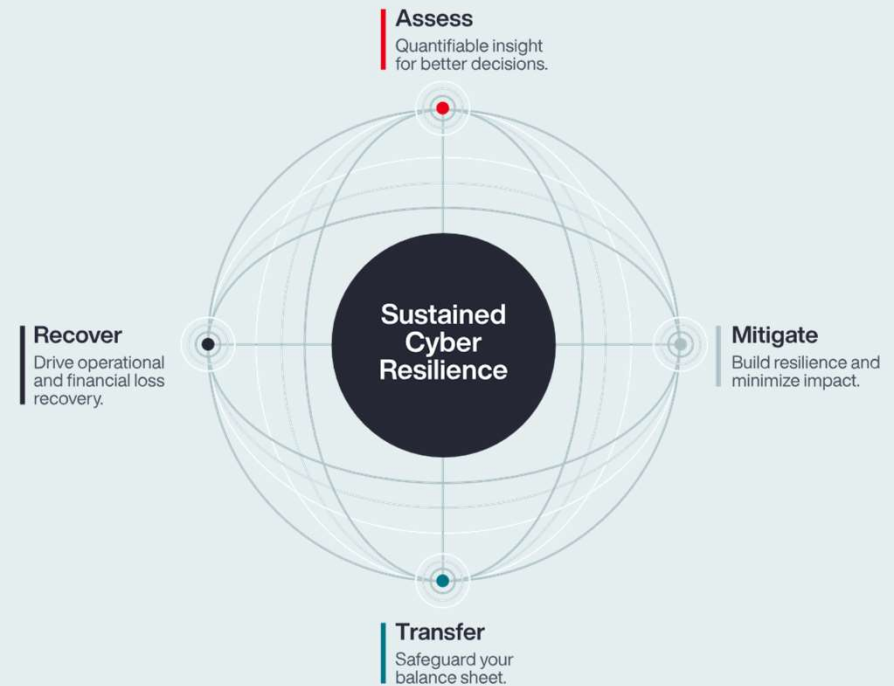 Assess
Quantifiable insight
for better decisions.
Sustained
Cyber
Resilience
Recover
Drive operational
and financial loss
recovery.
Mitigate
Build resilience and
minimize impact.
Transfer
Safeguard your
balance sheet.